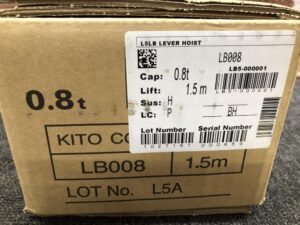 L5LB LEVER HOIST
LB008
LB5-000001
Cap: 0.8t
Lift: 1.5m
Sus: H
LC: P BH
Lot Number Serial Number
0.8t
KITO CO
LB008 1.5m
LOT No. L5A